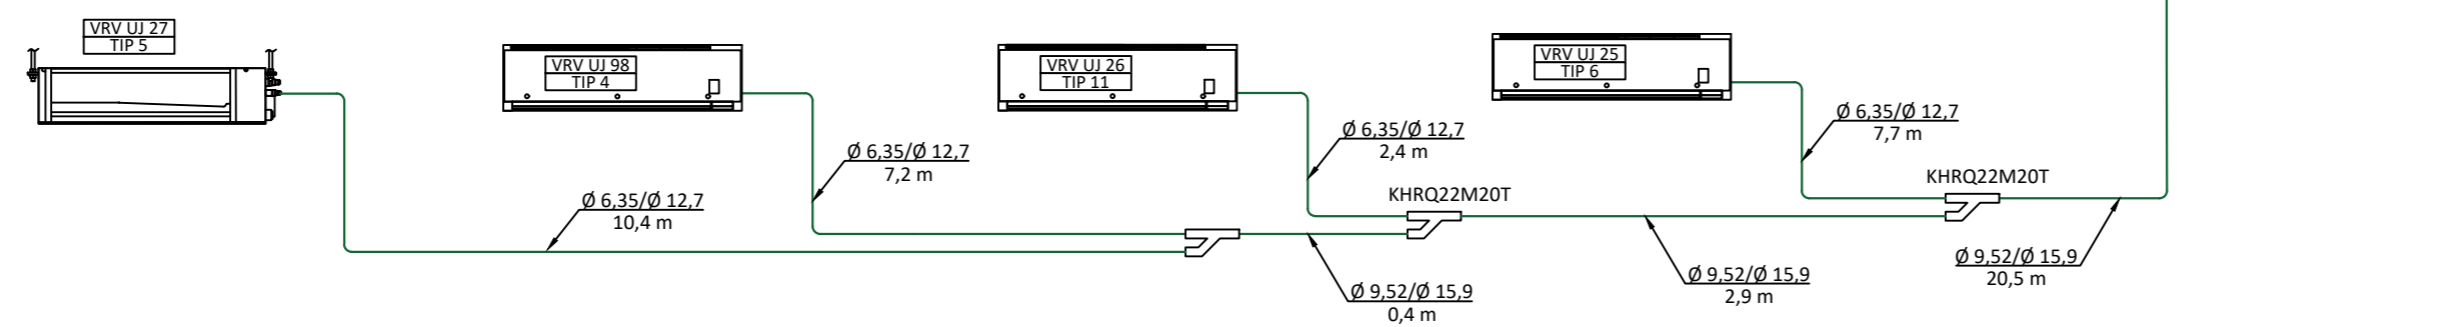 VRV UJ 27
TIP 5
VRV UJ 98
TIP 4
VRV UJ 26
TIP 11
VRV UJ 25
TIP 6
Ø 6,35/Ø 12,7
10,4 m
Ø 6,35/Ø 12,7
7,2 m
Ø 6,35/Ø 12,7
2,4 m
Ø 6,35/Ø 12,7
7,7 m
KHRQ22M20T
KHRQ22M20T
Ø 9,52/Ø 15,9
0,4 m
Ø 9,52/Ø 15,9
2,9 m
Ø 9,52/Ø 15,9
20,5 m